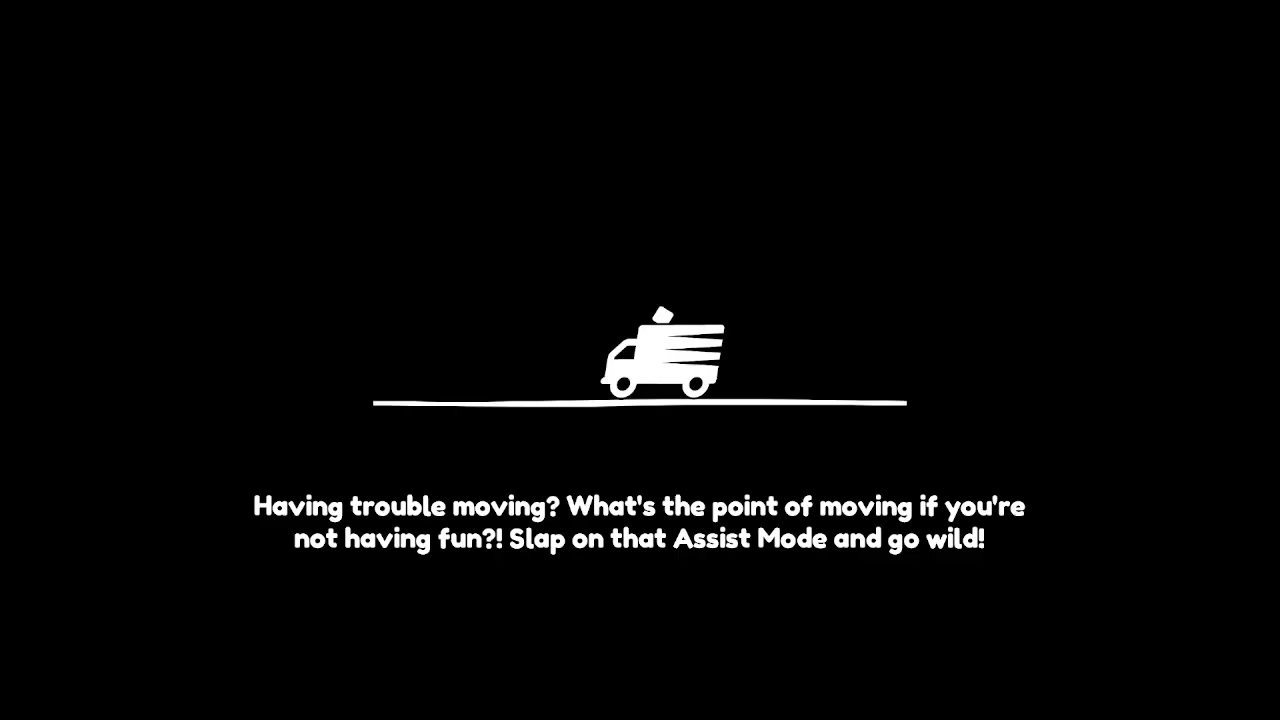 Having trouble moving? What's the point of moving if you're
not having fun?! Slap on that Assist Mode and go wild!